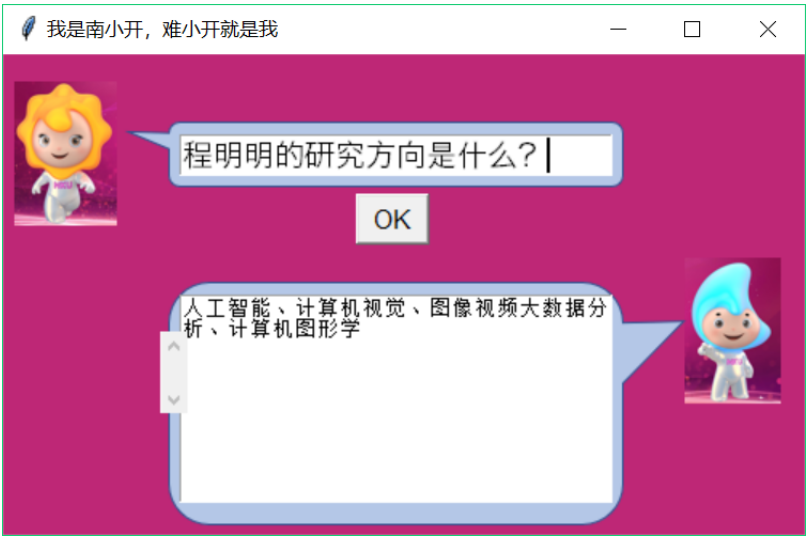 我是南小开，难小开就是我
程明明的研究方向是什么？
OK
人工智能、计算机视觉、图像视频大数据分
析、计算机图形学